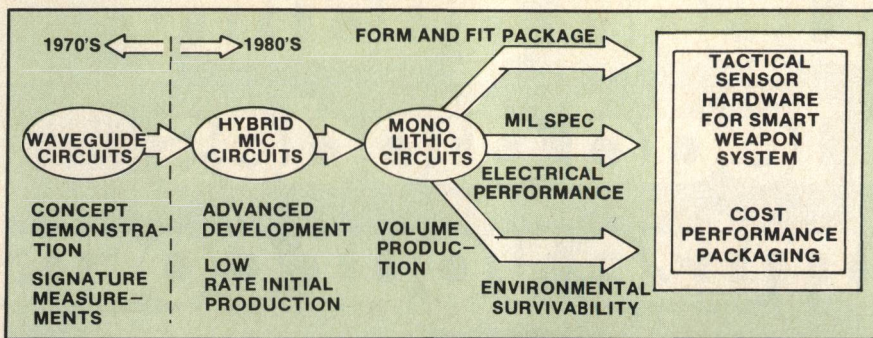 1970'S
1980'S
FORM AND FIT PACKAGE
WAVEGUIDE
CIRCUITS
HYBRID
MIC
CIRCUITS
MONO
LITHIC
CIRCUITS
MIL SPEC
ELECTRICAL
PERFORMANCE
CONCEPT
DEMONSTRA-
TION
SIGNATURE
MEASURE-
MENTS
ADVANCED
DEVELOPMENT
LOW
RATE INITIAL
PRODUCTION
VOLUME
PRODUC-
TION
ENVIRONMENTAL
SURVIVABILITY
TACTICAL
SENSOR
HARDWARE
FOR SMART
WEAPON
SYSTEM
COST
PERFORMANCE
PACKAGING